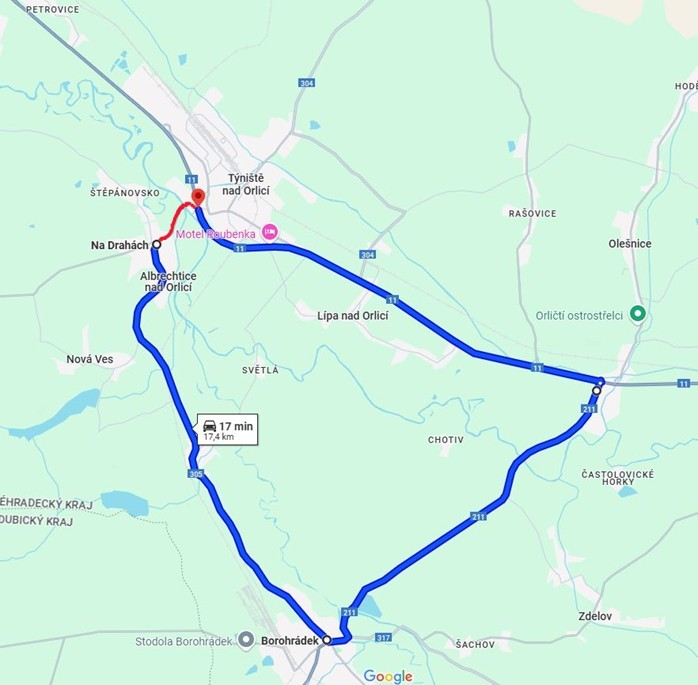 PETROVICE
304
HODĚ
11
TÝNIŠTĚ
nad Orlicí
ŠTĚPÁNOVSKO
RAŠOVICE
Motel Roubenka
Na Drahách
11
304
Olešnice
Albrechtice
nad Orlicí
11
Lípa nad Orlicí
Orličtí ostrostřelci
Nová Ves
SVĚTLÁ
11
11
211
17 min
17,4 km
CHOTIV
305
ČASTOLOVICKÉ
HORKY
ÉHRADECKÝ KRAJ
DUBICKÝ KRAJ
211
211
Zdelov
Stodola Borohrádek
Borohrádek
317
ŠACHOV
Google